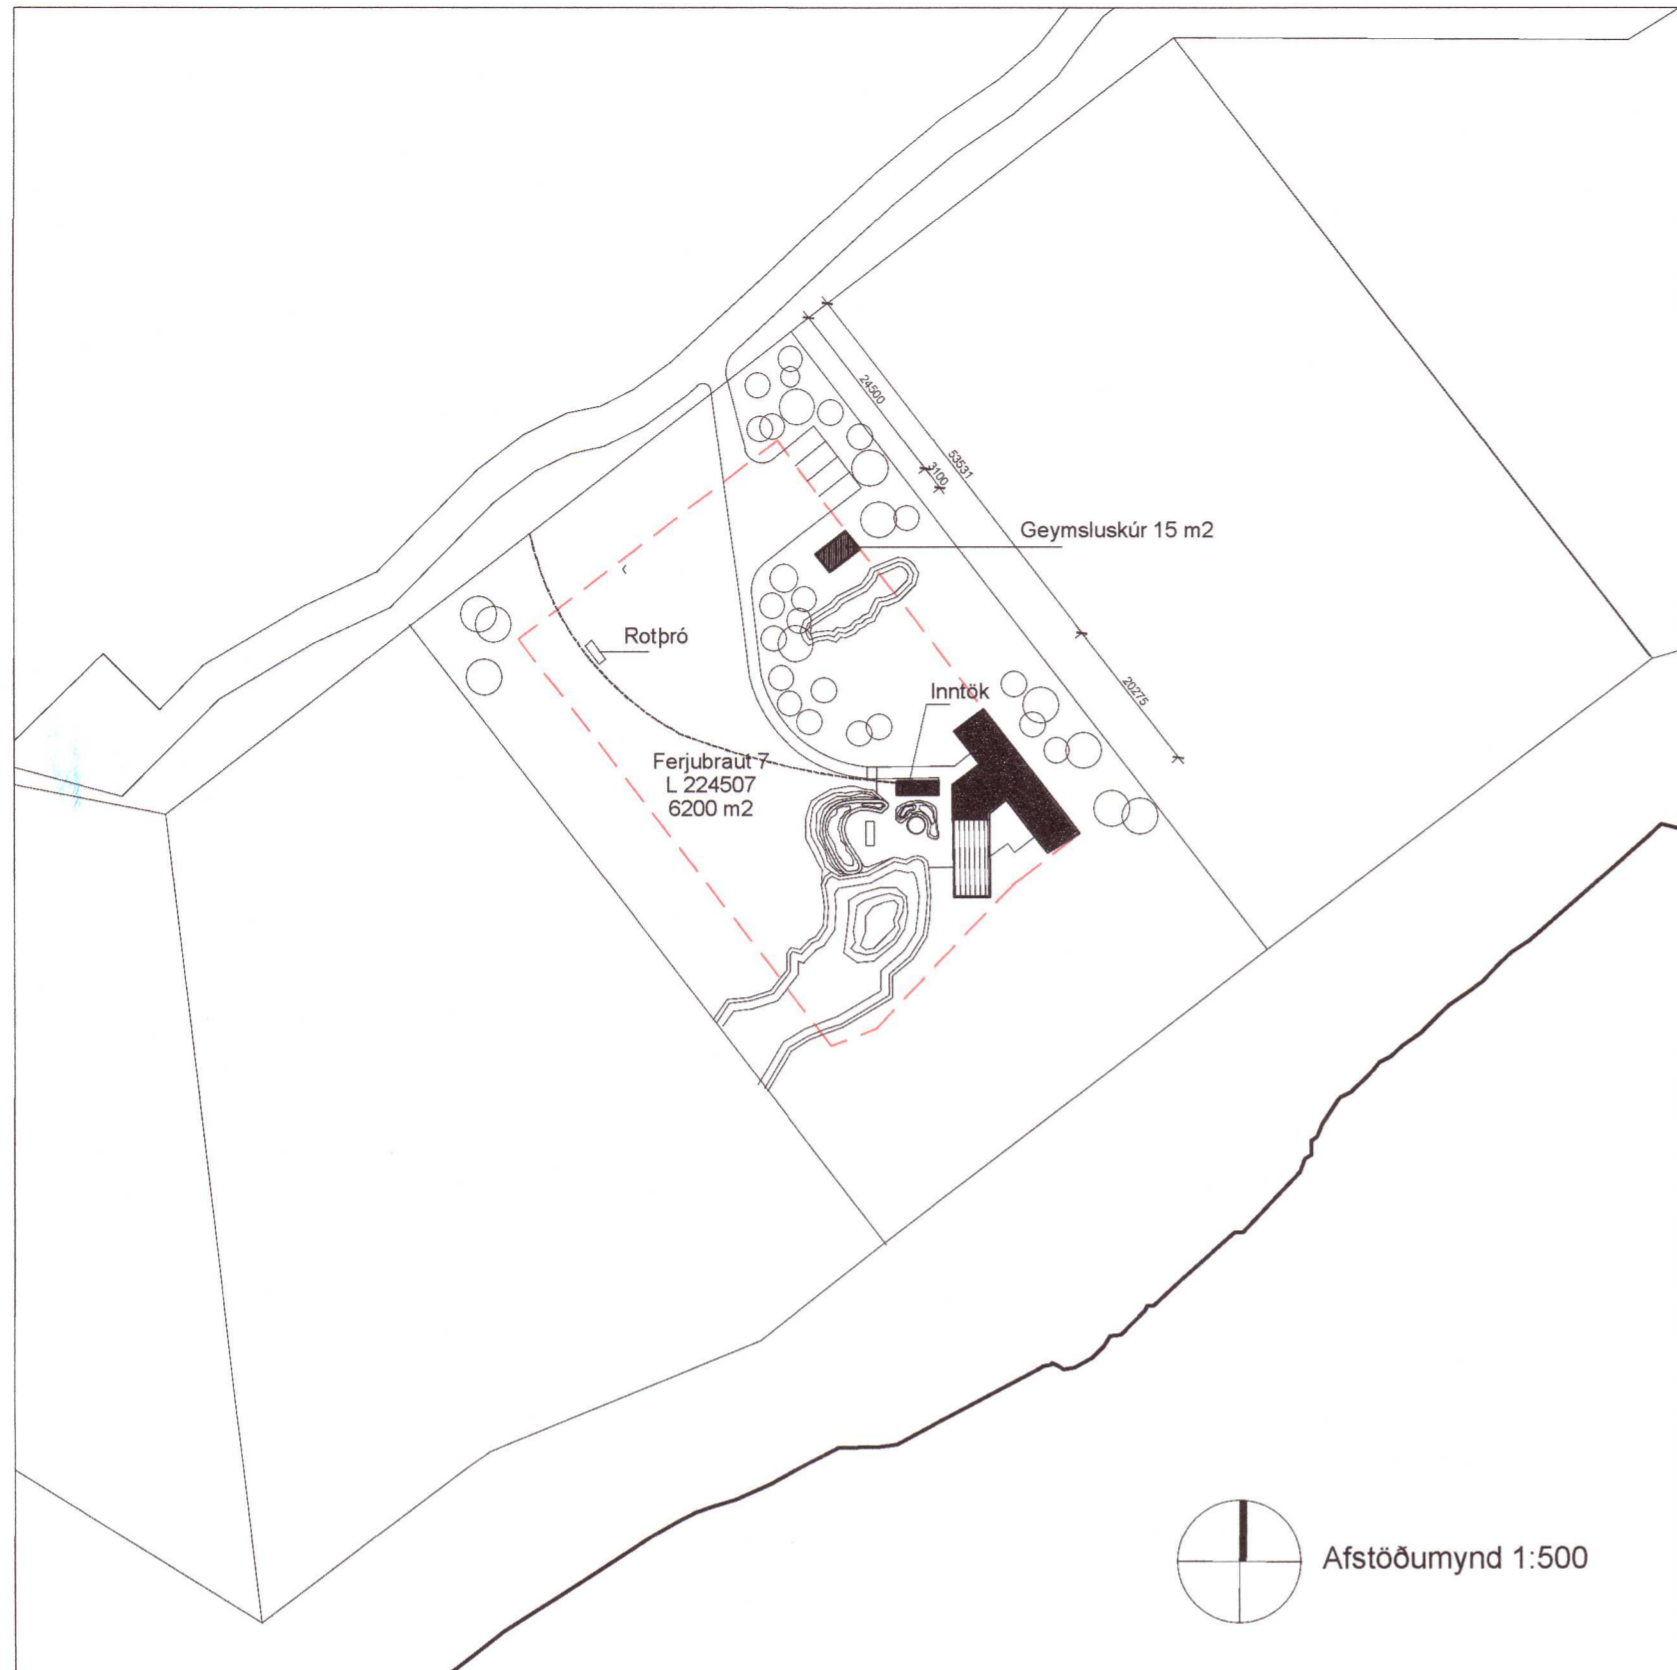 24500
53531
3100
Geymsluskúr 15 m2
Rotþró
20275
Inntök
Ferjubraut 7
L 224507
6200 m2
Afstöðumynd 1:500